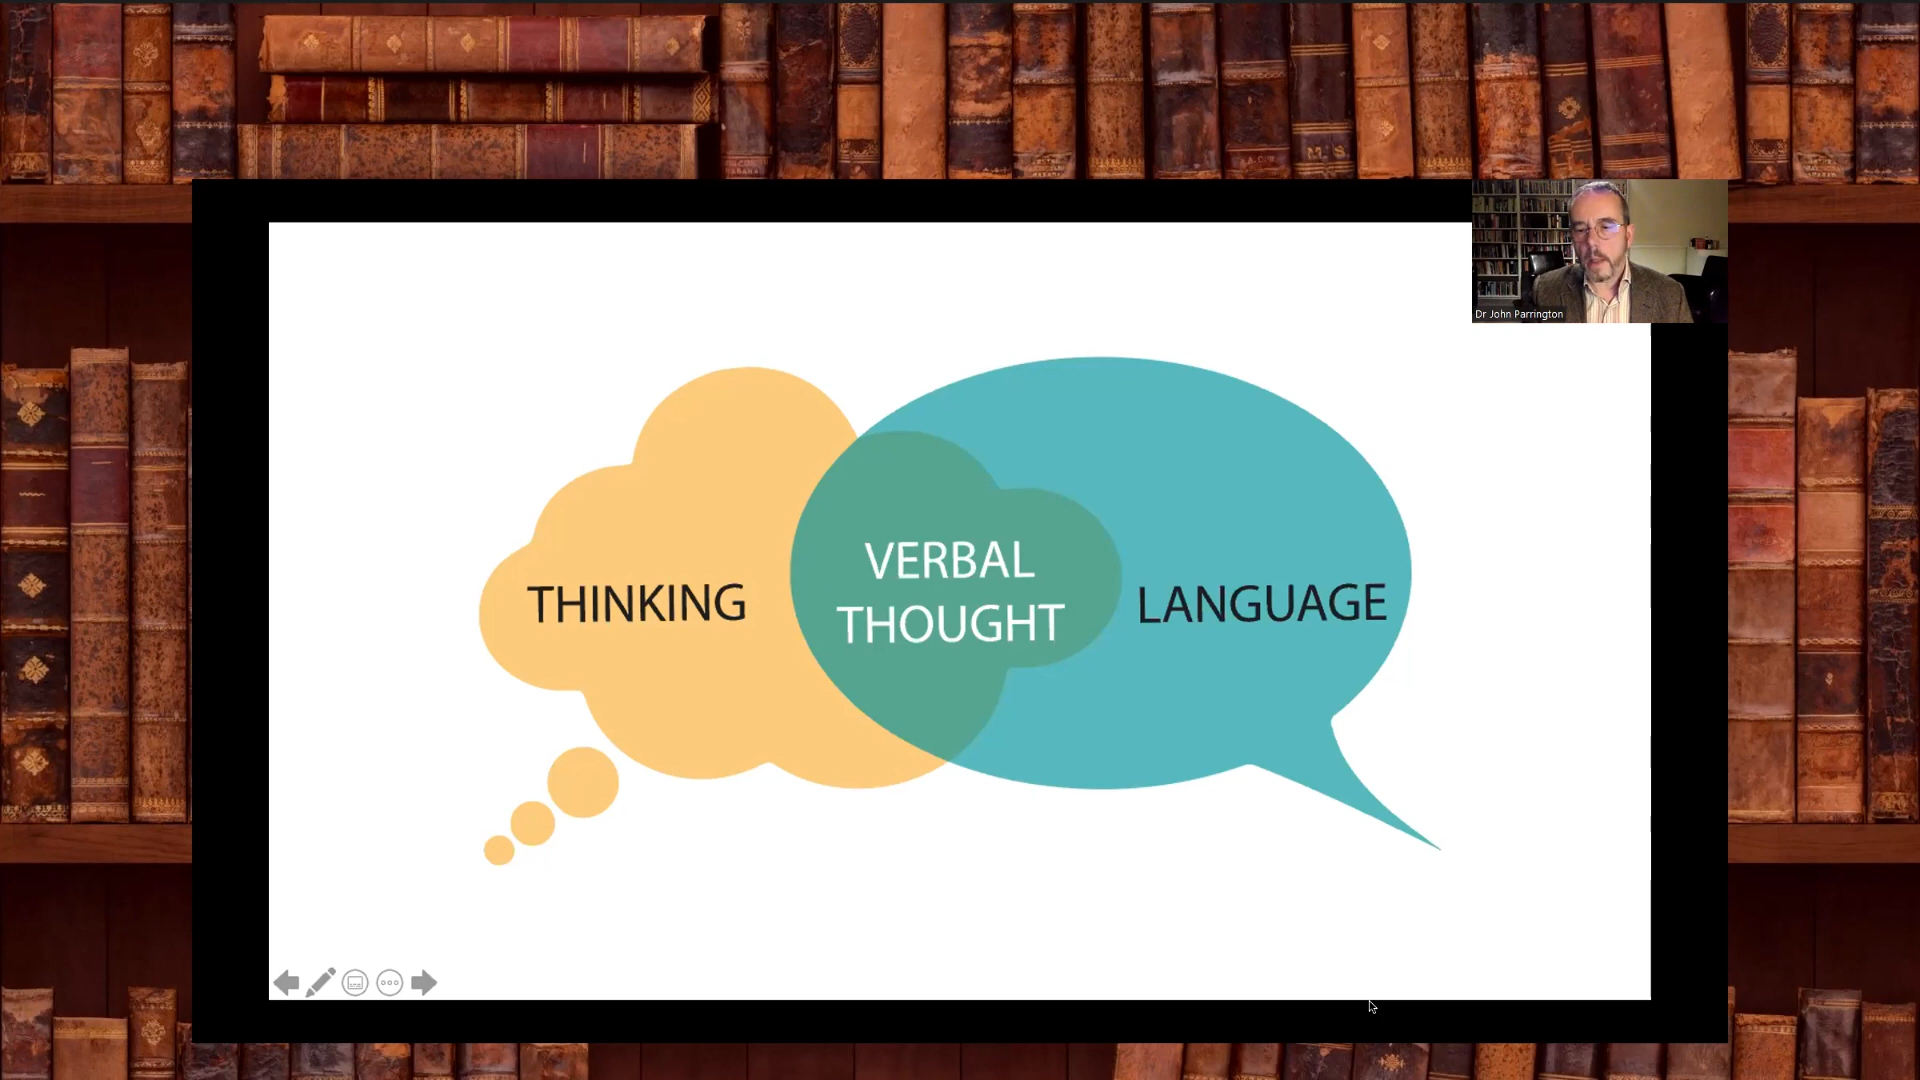 Dr John Parrington
VERBAL
THOUGHT
THINKING
LANGUAGE
M. S